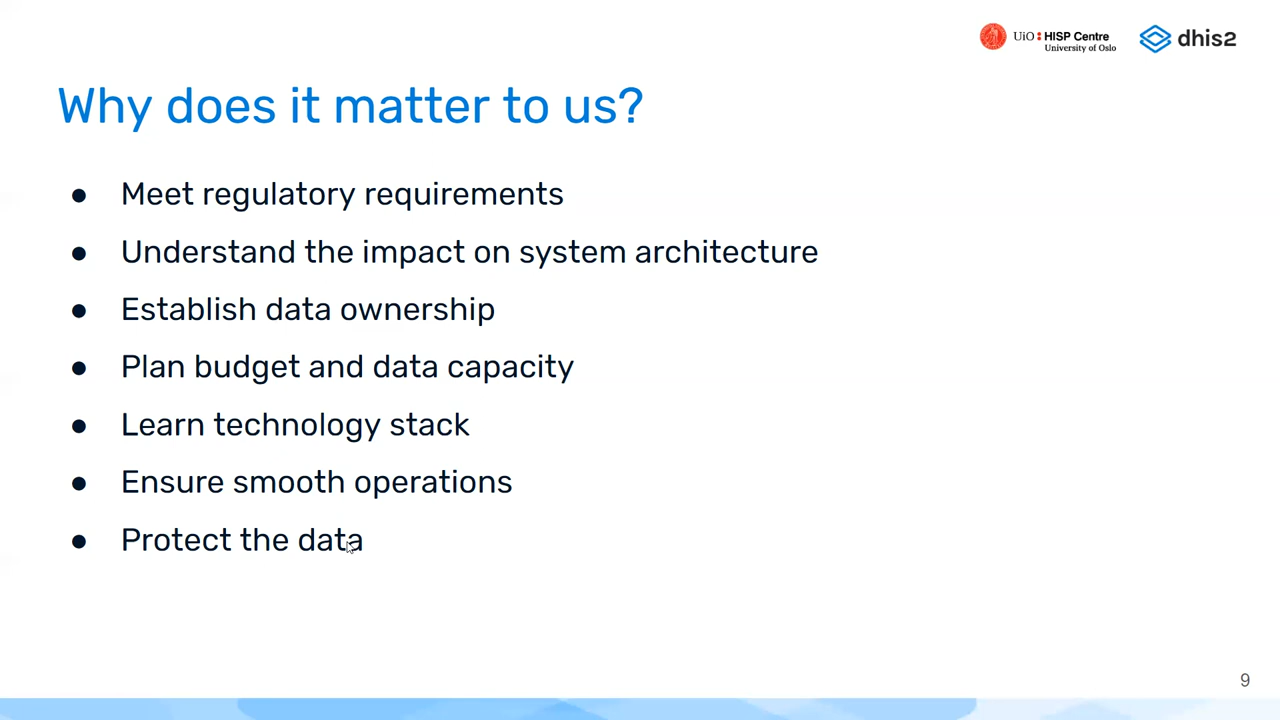 UiO HISP Centre
University of Oslo
dhis2
Why does it matter to us?
● Meet regulatory requirements
● Understand the impact on system architecture
● Establish data ownership
● Plan budget and data capacity
● Learn technology stack
● Ensure smooth operations
● Protect the data
9